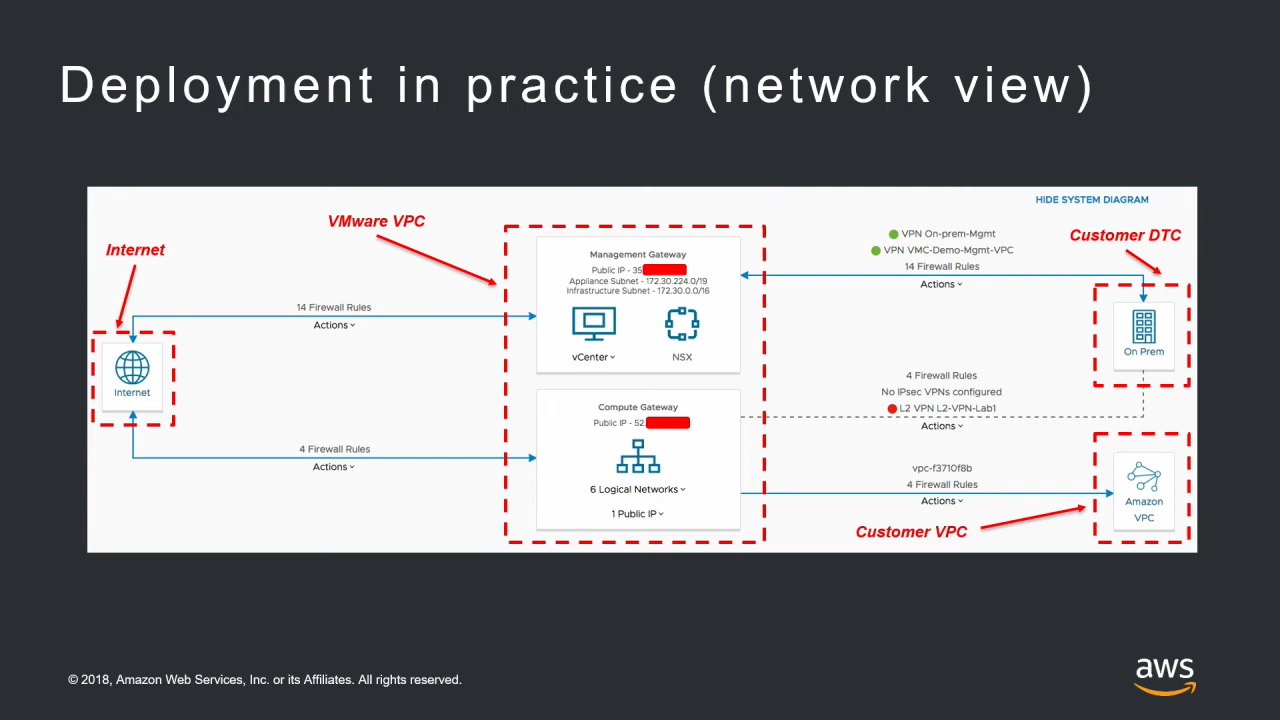 Deployment in practice (network view)
HIDE SYSTEM DIAGRAM
VMware VPC
Internet
Customer DTC
Management Gateway
Public IP - 35
Appliance Subnet - 172.30.224.0/19
Infrastructure Subnet - 172.30.0.0/16
vCenter
NSX
VPN On-prem-Mgmt
VPN VMC-Demo-Mgmt-VPC
14 Firewall Rules
Actions
14 Firewall Rules
Actions
Internet
On Prem
Compute Gateway
Public IP - 52.
6 Logical Networks
1 Public IP
4 Firewall Rules
No IPsec VPNs configured
L2 VPN L2-VPN-Lab1
Actions
4 Firewall Rules
Actions
vpc-f3710f8b
4 Firewall Rules
Actions
Amazon
VPC
Customer VPC
© 2018, Amazon Web Services, Inc. or its Affiliates. All rights reserved.
aws